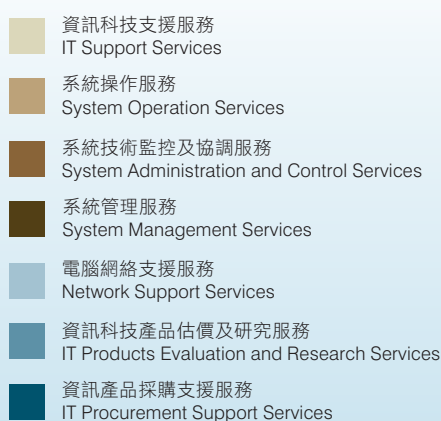 資訊科技支援服務
IT Support Services
系統操作服務
System Operation Services
系統技術監控及協調服務
System Administration and Control Services
系統管理服務
System Management Services
電腦網絡支援服務
Network Support Services
資訊科技產品估價及研究服務
IT Products Evaluation and Research Services
資訊產品採購支援服務
IT Procurement Support Services